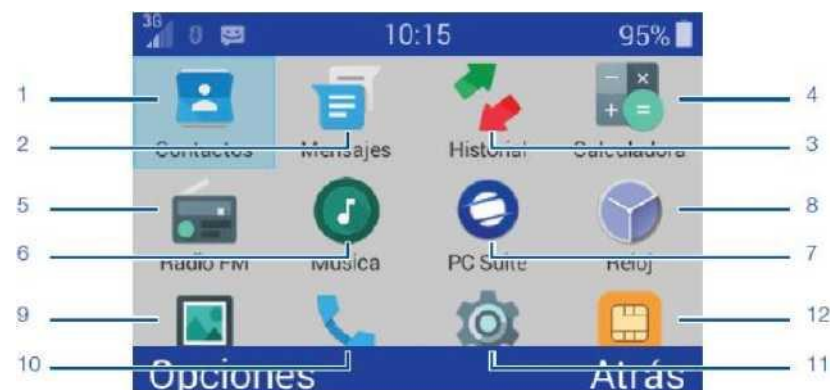 3G 10:15 95%
1 4
2 3
Contactos Mensajes Historial Calculadora
5 8
6 7
Radio FM Música PC Suite Reloj
9 12
10 11
Opciones Atrás